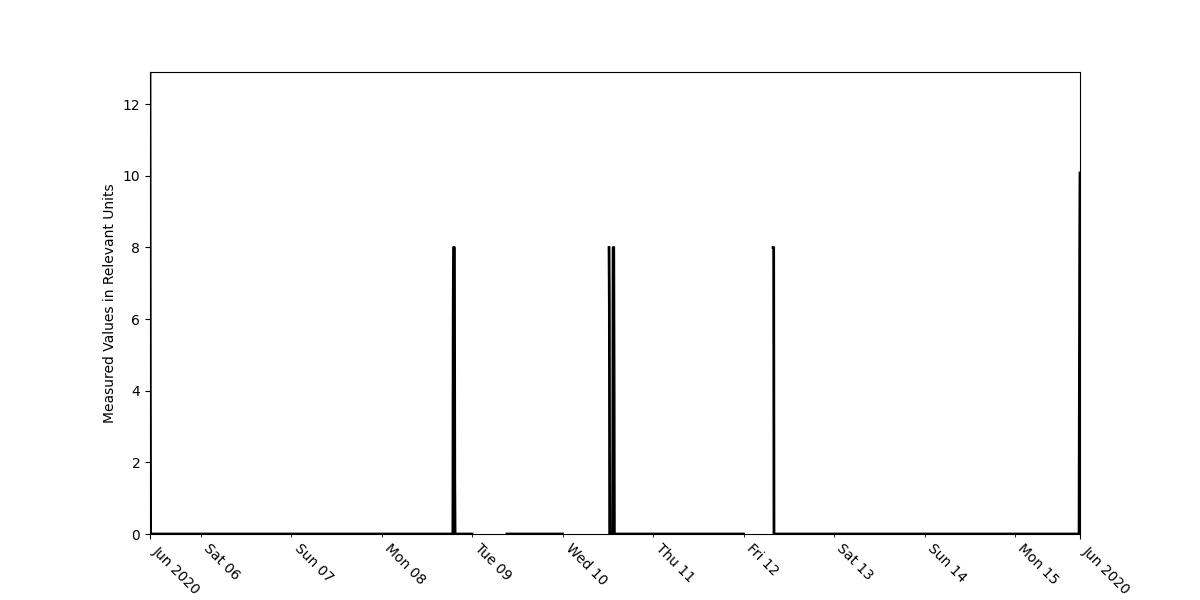 12
10
8
6
4
2
0
Measured Values in Relevant Units
Jun 2020
Sat 06
Sun 07
Mon 08
Tue 09
Wed 10
Thu 11
Fri 12
Sat 13
Sun 14
Mon 15
Jun 2020